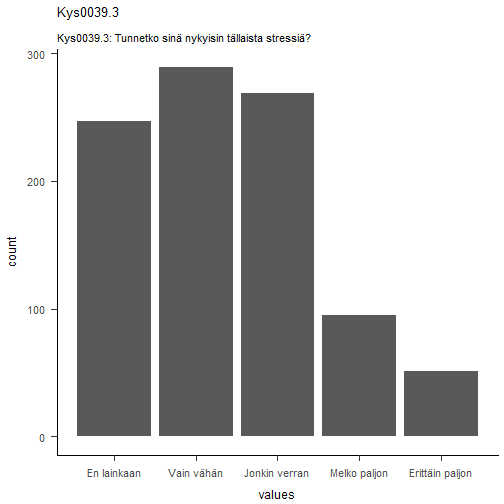 Kys0039.3
Kys0039.3: Tunnetko sinä nykyisin tällaista stressiä?
300
200
100
0
count
En lainkaan Vain vähän Jonkin verran Melko paljon Erittäin paljon
values